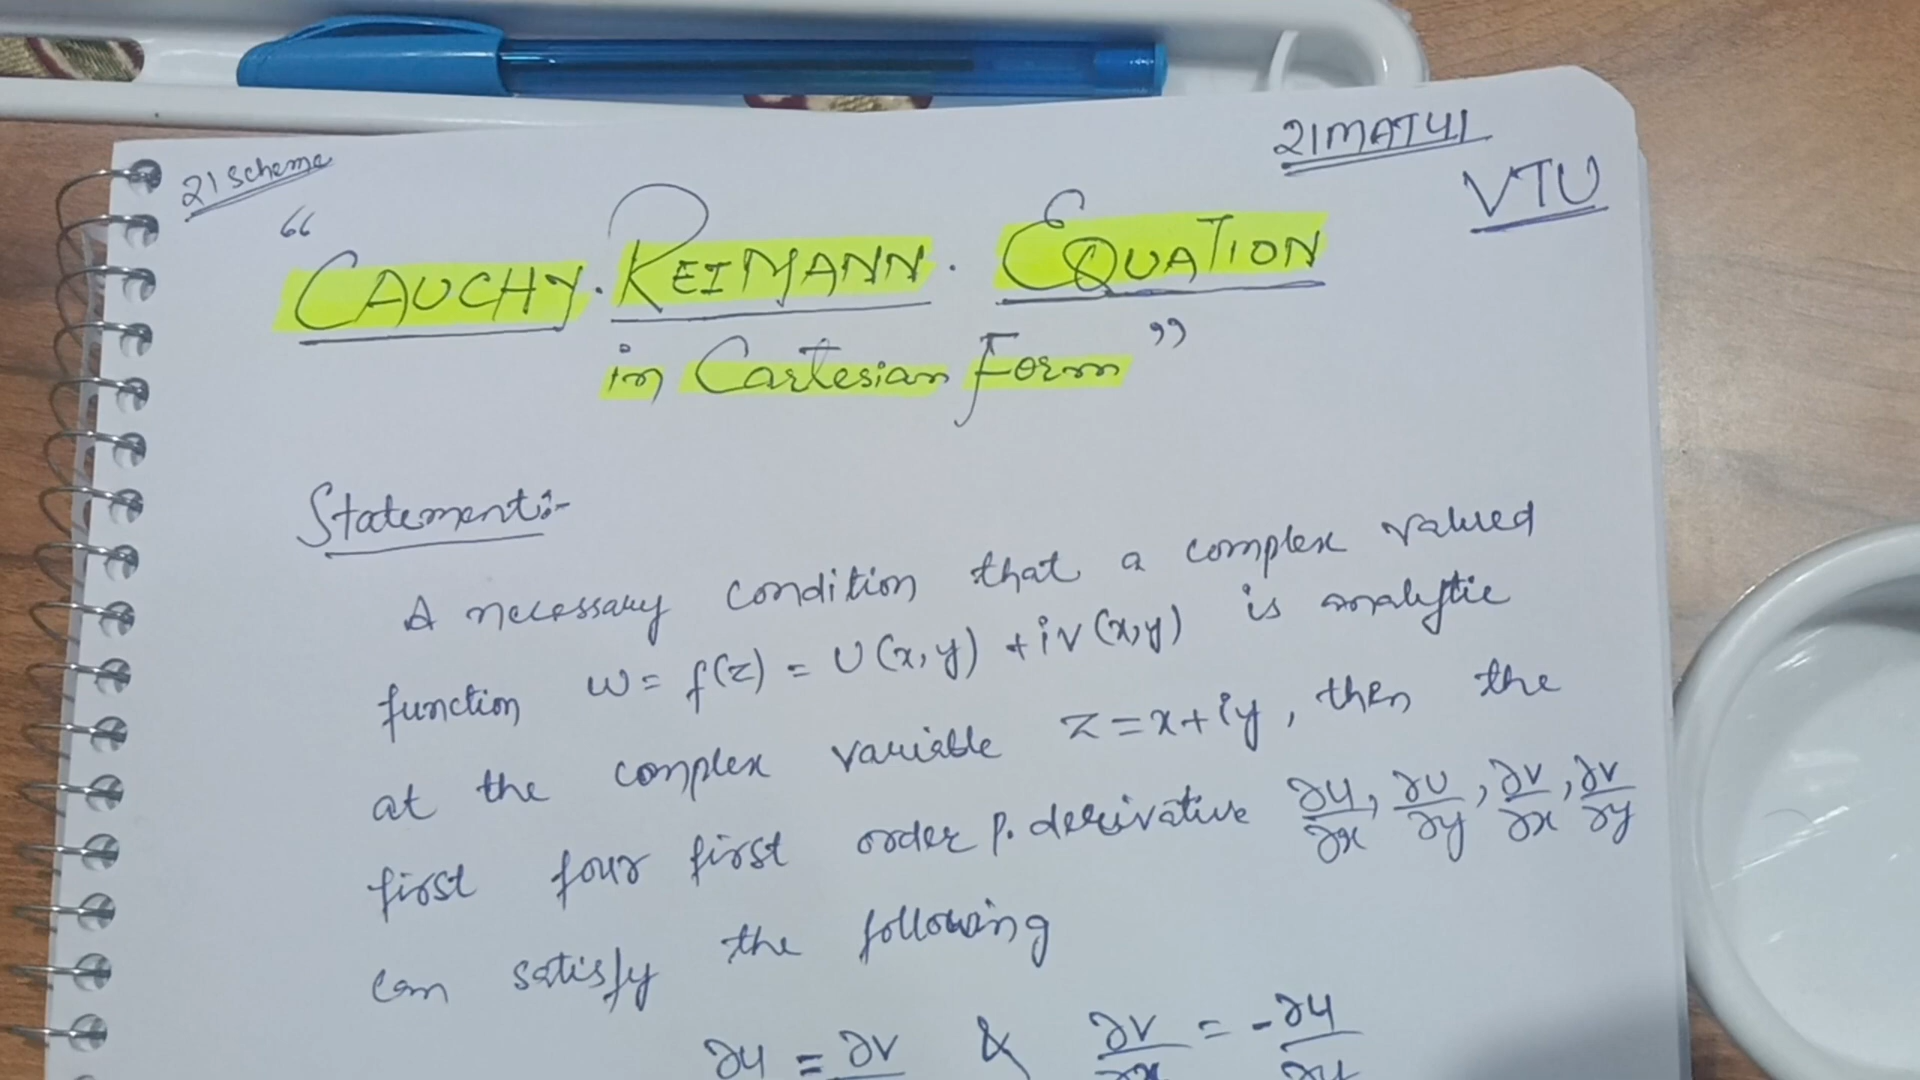 21 Scheme
21MAT41
VTU
“CAUCHY. REIMANN. EQUATION
in Cartesian Form”
Statement:-
A necessary condition that a complex valued
function w = f(z) = U(x,y) + iv(x,y) is analytic
at the complex variable z = x+iy, then the
first four first order p. derivative ∂u/∂x, ∂u/∂y, ∂v/∂x, ∂v/∂y
can satisfy the following
∂u = ∂v & ∂v/∂x = -∂u/∂y